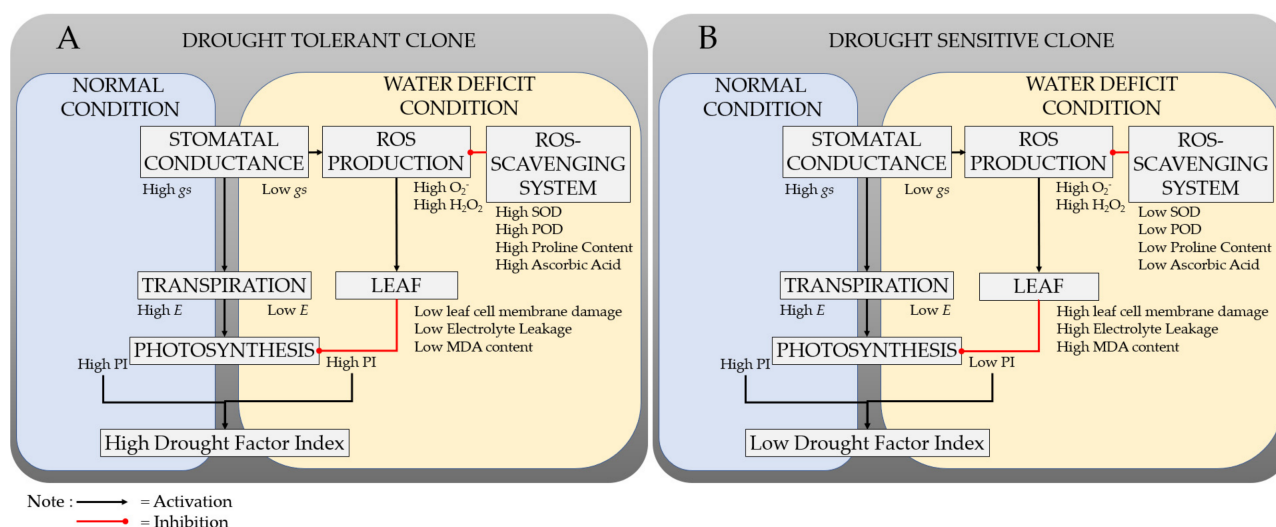 A
DROUGHT TOLERANT CLONE
NORMAL
CONDITION
WATER DEFICIT
CONDITION
STOMATAL
CONDUCTANCE
ROS
PRODUCTION
ROS-
SCAVENGING
SYSTEM
High gs
Low gs
High O₂⁻
High H₂O₂
High SOD
High POD
High Proline Content
High Ascorbic Acid
TRANSPIRATION
LEAF
High E
Low E
Low leaf cell membrane damage
Low Electrolyte Leakage
Low MDA content
PHOTOSYNTHESIS
High PI
High PI
High Drought Factor Index
B
DROUGHT SENSITIVE CLONE
NORMAL
CONDITION
WATER DEFICIT
CONDITION
STOMATAL
CONDUCTANCE
ROS
PRODUCTION
ROS-
SCAVENGING
SYSTEM
High gs
Low gs
High O₂⁻
High H₂O₂
Low SOD
Low POD
Low Proline Content
Low Ascorbic Acid
TRANSPIRATION
LEAF
High E
Low E
High leaf cell membrane damage
High Electrolyte Leakage
High MDA content
PHOTOSYNTHESIS
High PI
Low PI
Low Drought Factor Index
Note : = Activation
= Inhibition